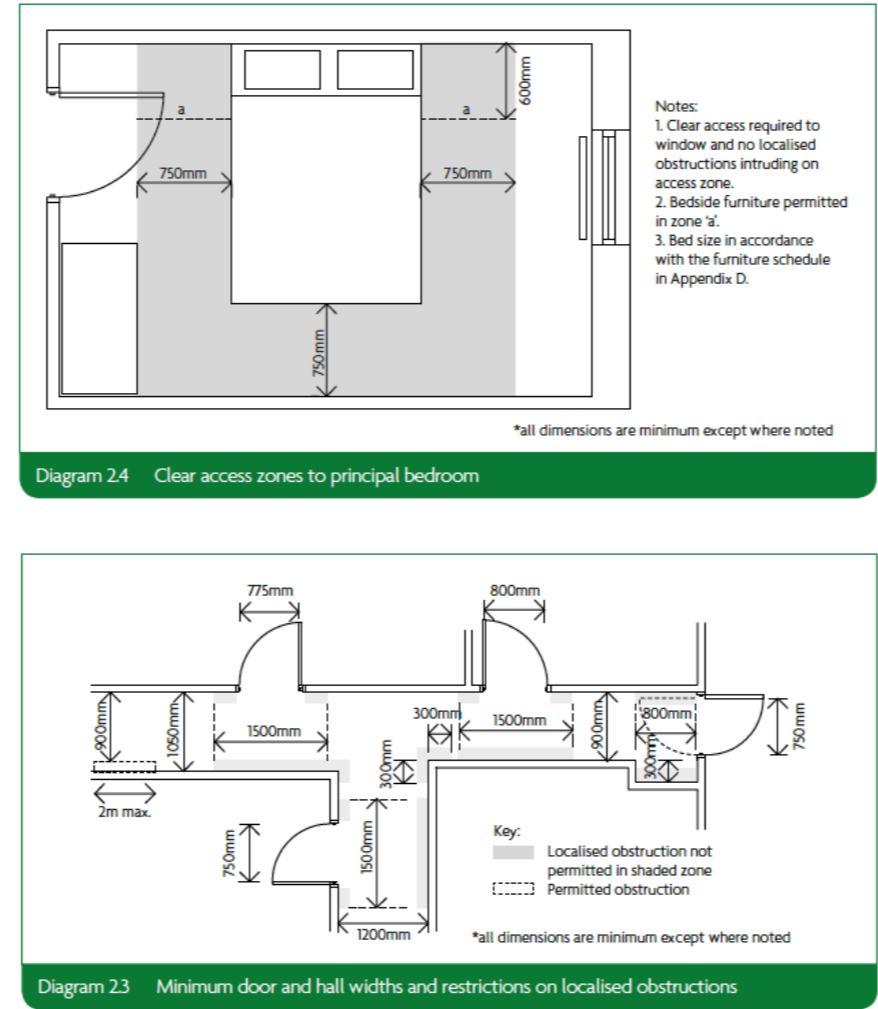 600mm
a
a
750mm
750mm
750mm
Notes:
1. Clear access required to
window and no localised
obstructions intruding on
access zone.
2. Bedside furniture permitted
in zone ‘a’.
3. Bed size in accordance
with the furniture schedule
in Appendix D.
*all dimensions are minimum except where noted
Diagram 2.4 Clear access zones to principal bedroom
775mm
800mm
900mm
1050mm
1500mm
300mm
1500mm
900mm
800mm
750mm
300mm
300mm
2m max.
750mm
1500mm
1200mm
Key:
Localised obstruction not
permitted in shaded zone
Permitted obstruction
*all dimensions are minimum except where noted
Diagram 2.3 Minimum door and hall widths and restrictions on localised obstructions